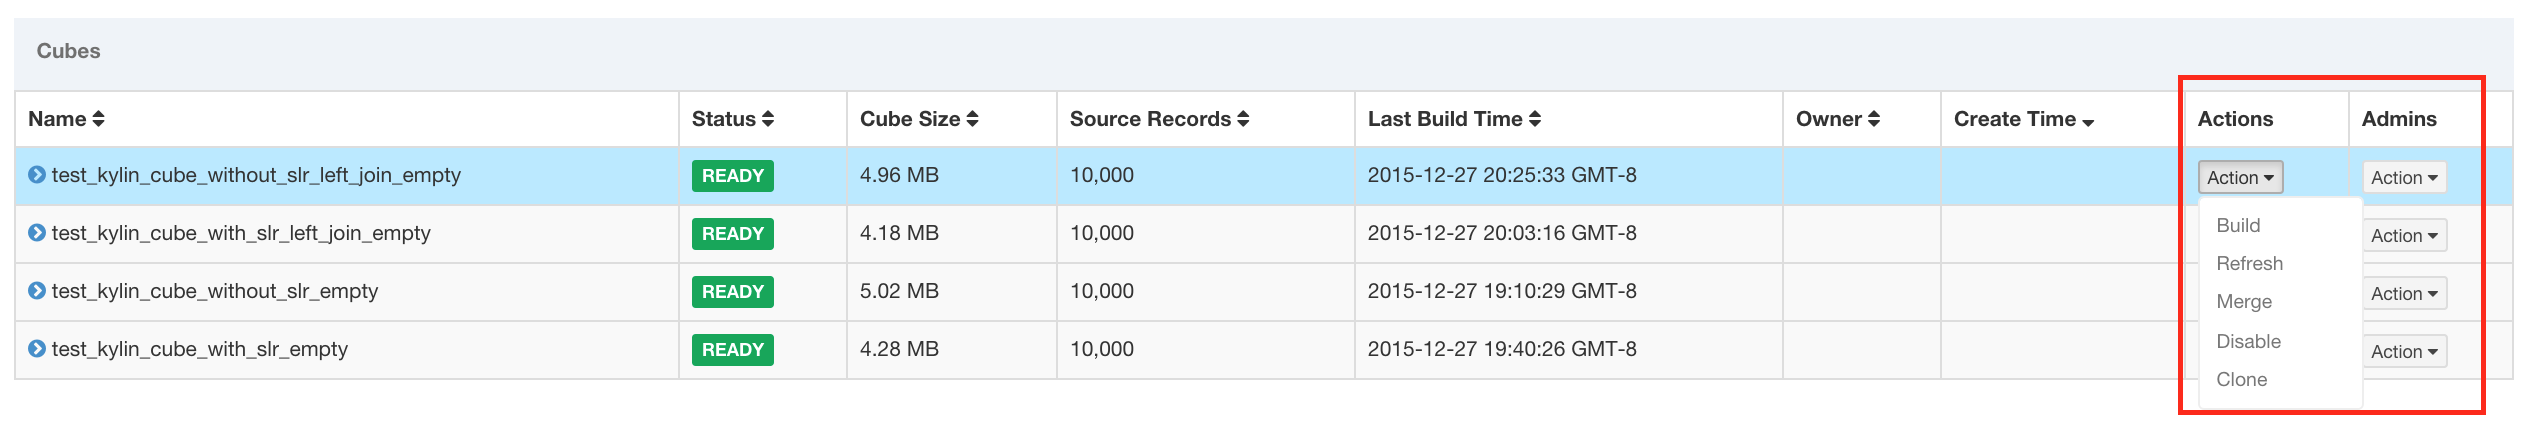 Cubes
Name Status Cube Size Source Records Last Build Time Owner Create Time Actions Admins
test_kylin_cube_without_slr_left_join_empty READY 4.96 MB 10,000 2015-12-27 20:25:33 GMT-8 Action Action
Build
test_kylin_cube_with_slr_left_join_empty READY 4.18 MB 10,000 2015-12-27 20:03:16 GMT-8 Action
Refresh
test_kylin_cube_without_slr_empty READY 5.02 MB 10,000 2015-12-27 19:10:29 GMT-8 Action
Merge
Disable
test_kylin_cube_with_slr_empty READY 4.28 MB 10,000 2015-12-27 19:40:26 GMT-8 Action
Clone